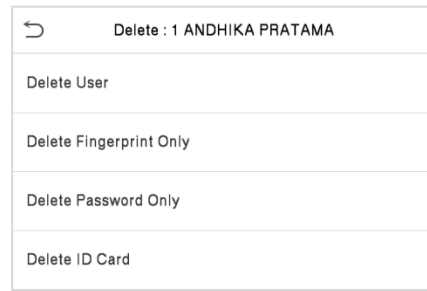 Delete : 1 ANDHIKA PRATAMA
Delete User
Delete Fingerprint Only
Delete Password Only
Delete ID Card